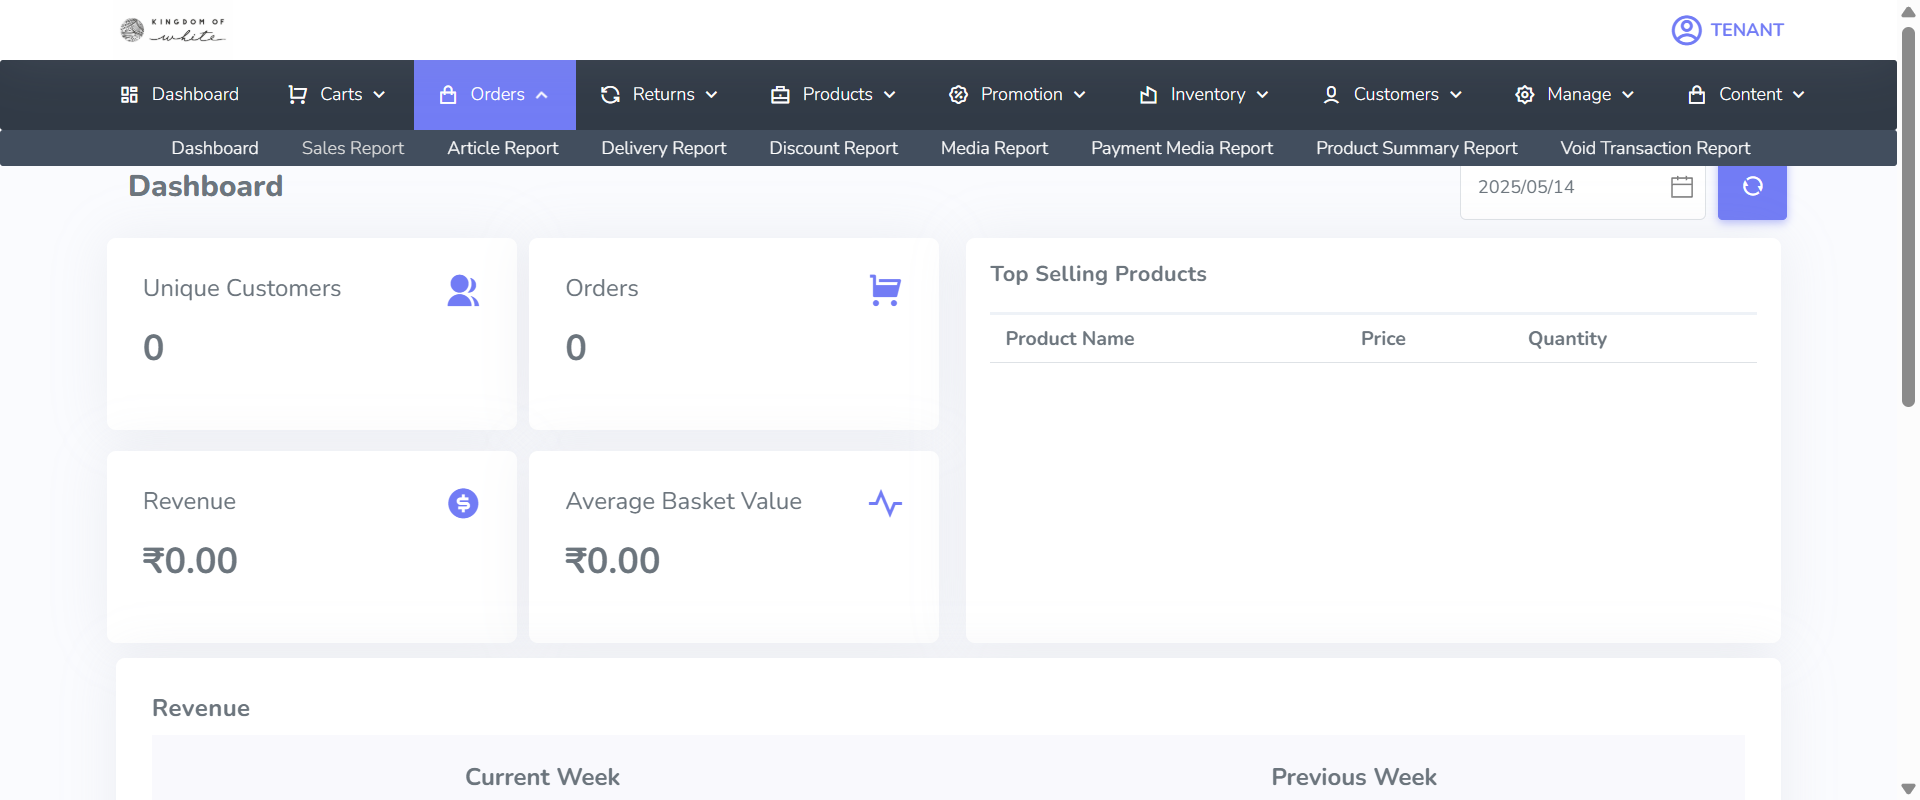 KINGDOM OF
white
TENANT
Dashboard Carts Orders Returns Products Promotion Inventory Customers Manage Content
Dashboard Sales Report Article Report Delivery Report Discount Report Media Report Payment Media Report Product Summary Report Void Transaction Report
Dashboard
2025/05/14
Unique Customers
0
Orders
0
Top Selling Products
Product Name Price Quantity
Revenue
₹0.00
Average Basket Value
₹0.00
Revenue
Current Week Previous Week